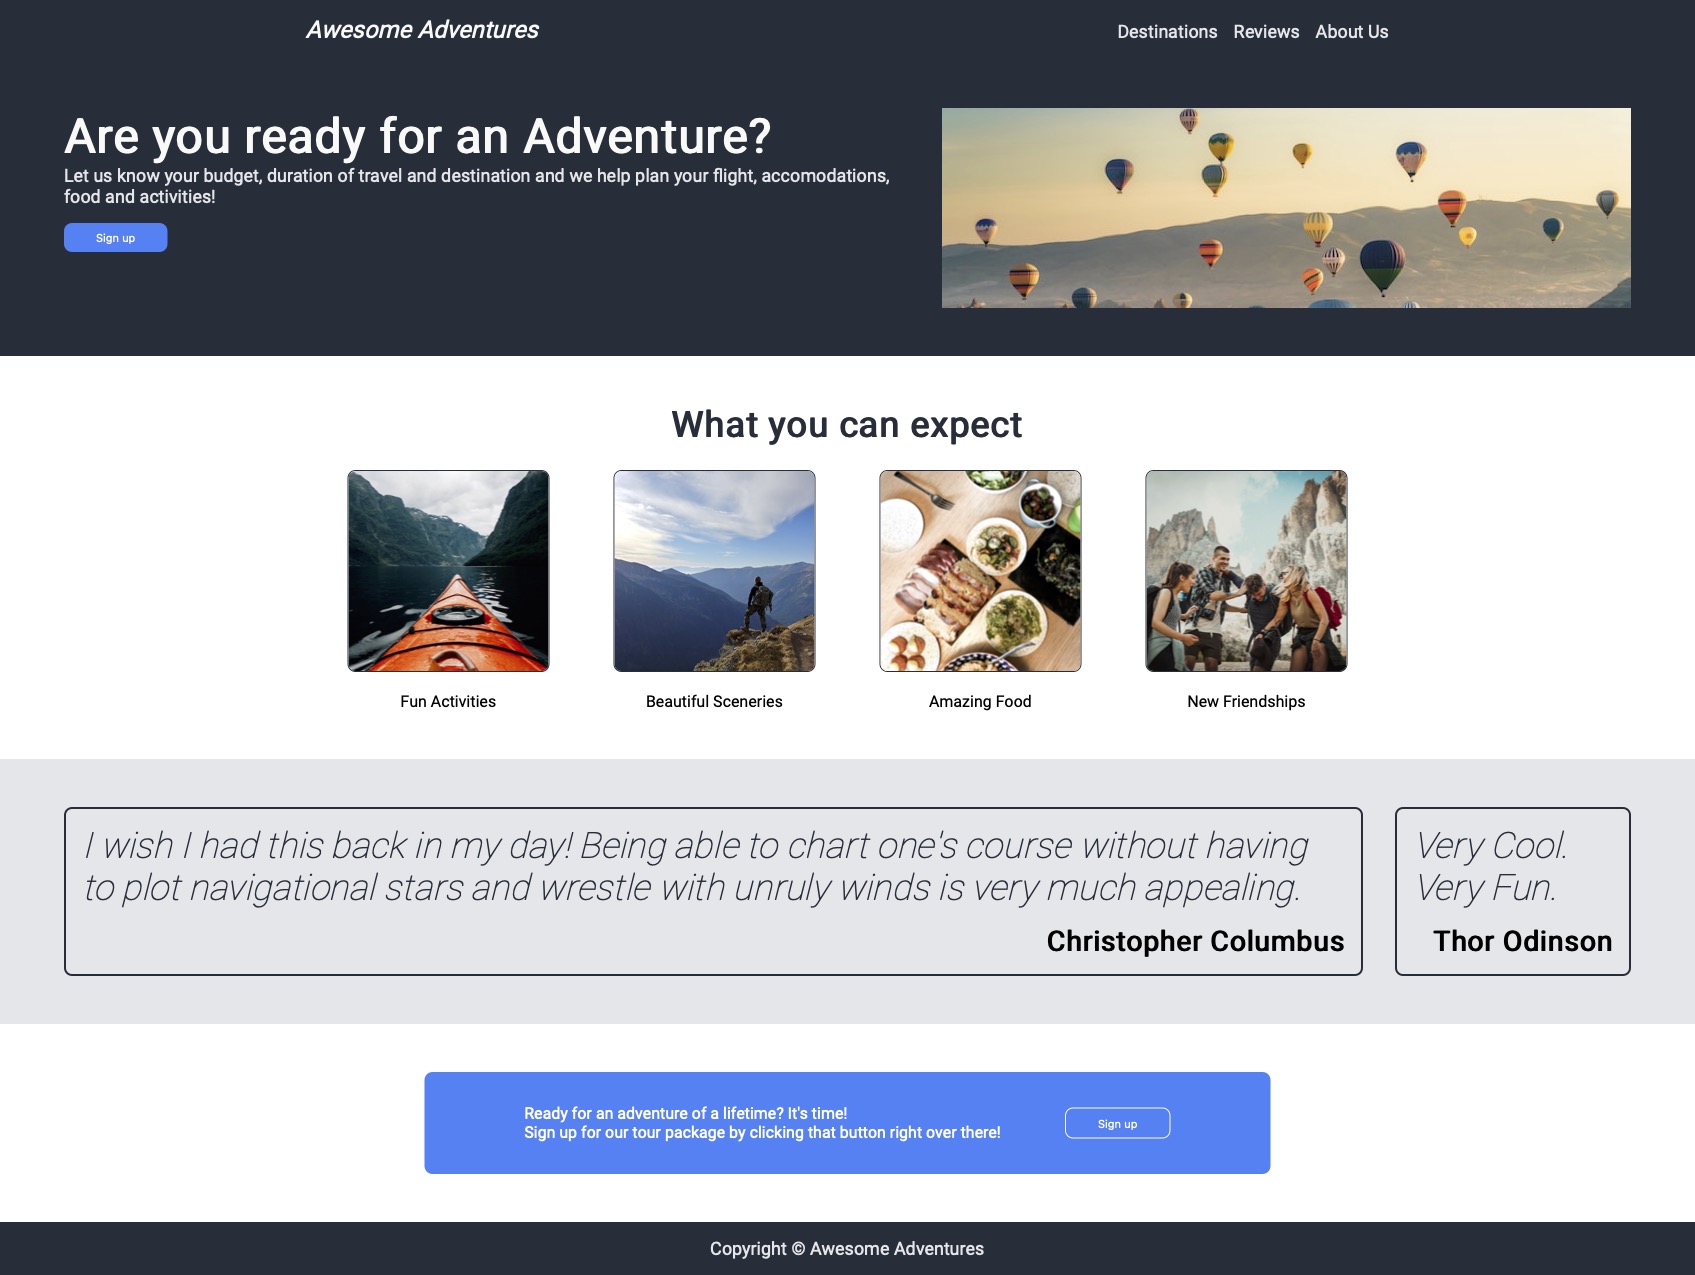 Awesome Adventures
Destinations Reviews About Us
Are you ready for an Adventure?
Let us know your budget, duration of travel and destination and we help plan your flight, accomodations,
food and activities!
Sign up
What you can expect
Fun Activities
Beautiful Sceneries
Amazing Food
New Friendships
I wish I had this back in my day! Being able to chart one's course without having
to plot navigational stars and wrestle with unruly winds is very much appealing.
Christopher Columbus
Very Cool.
Very Fun.
Thor Odinson
Ready for an adventure of a lifetime? It's time!
Sign up for our tour package by clicking that button right over there!
Sign up
Copyright © Awesome Adventures